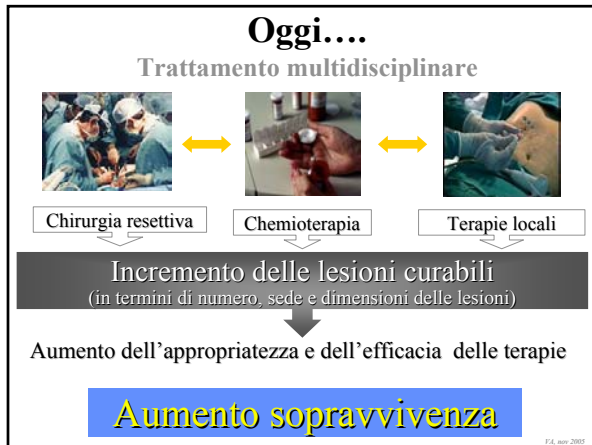 Oggi….
Trattamento multidisciplinare
Chirurgia resettiva
Chemioterapia
Terapie locali
Incremento delle lesioni curabili
(in termini di numero, sede e dimensioni delle lesioni)
Aumento dell'appropriatezza e dell'efficacia delle terapie
Aumento sopravvivenza
VA, nov 2005